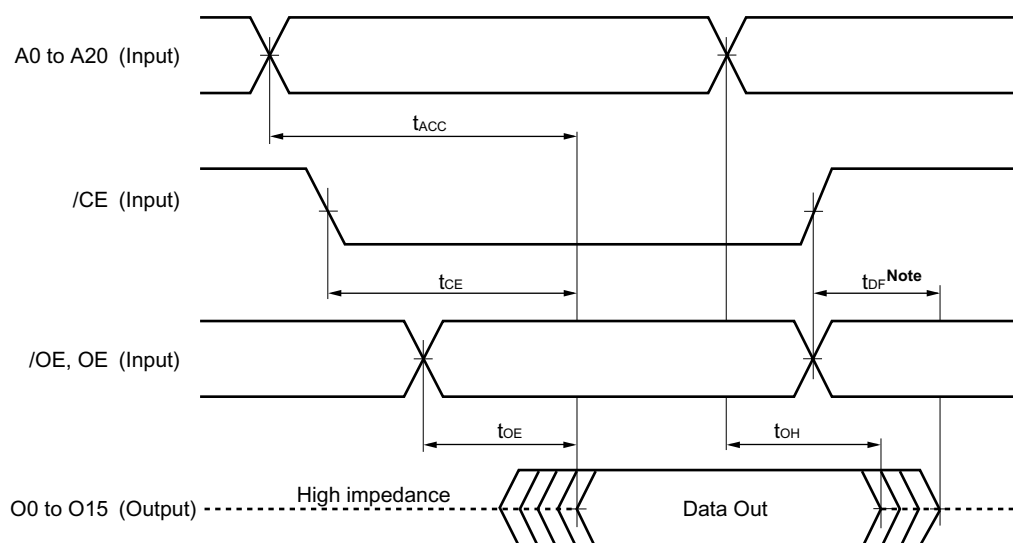 A0 to A20 (Input)
tACC
/CE (Input)
tCE
tDF Note
/OE, OE (Input)
tOE
tOH
O0 to O15 (Output)
High impedance
Data Out